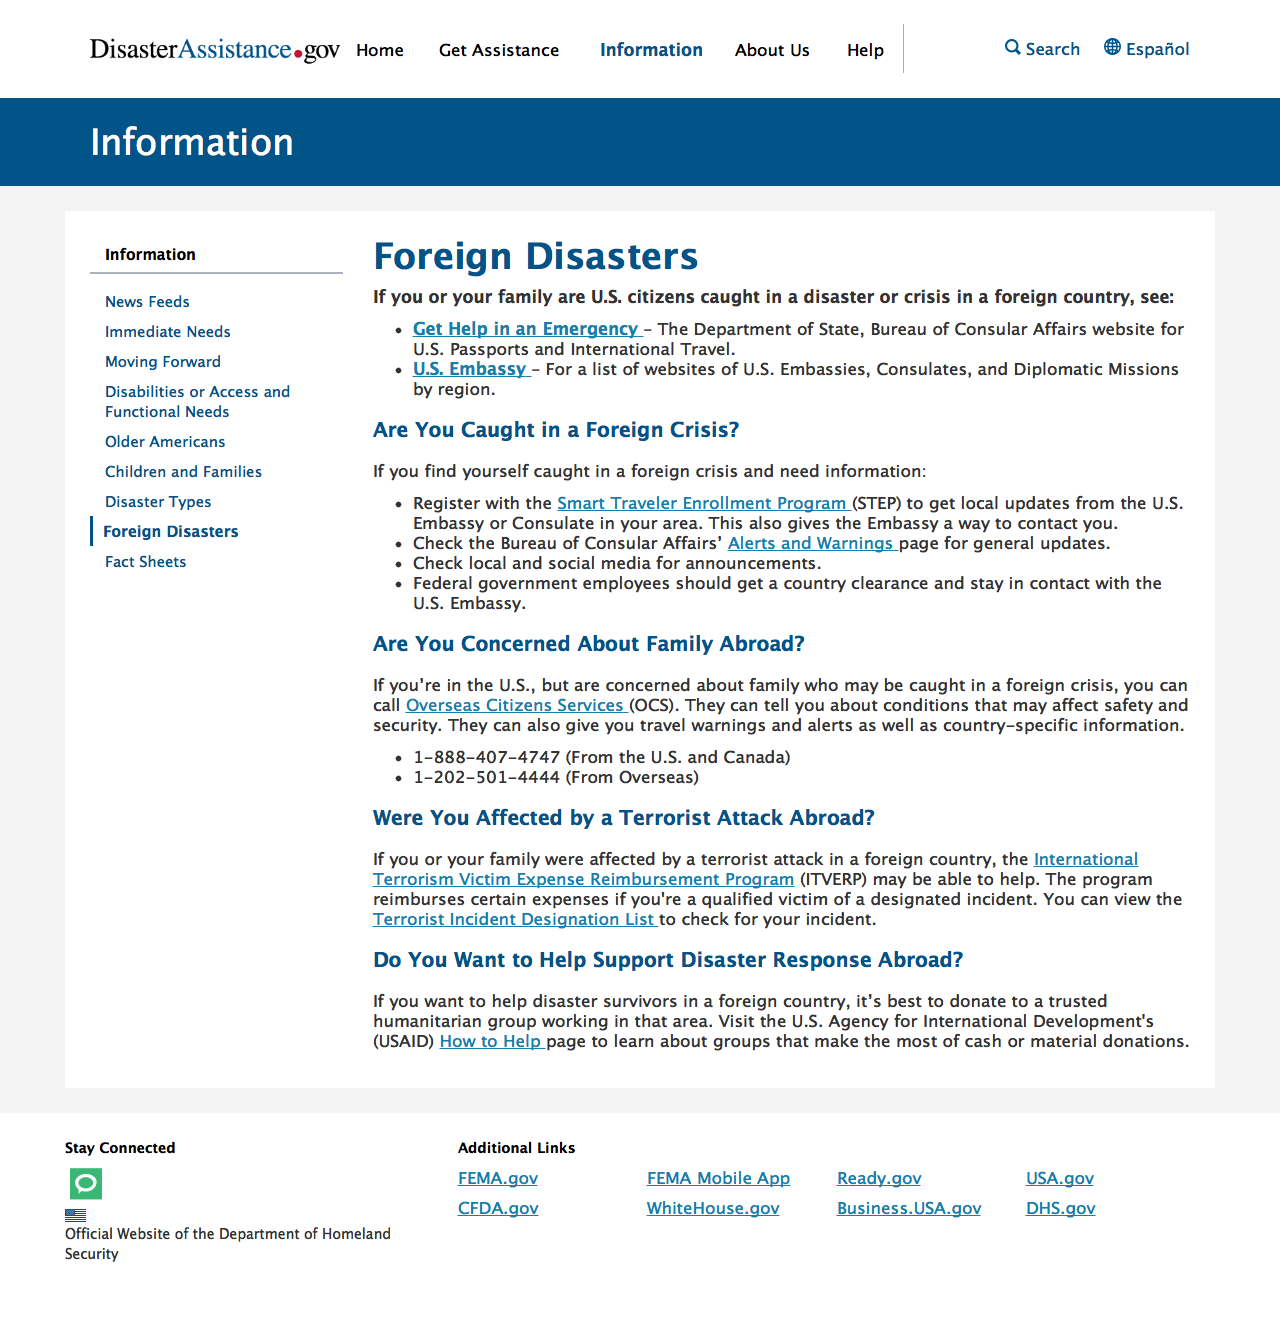 DisasterAssistance.gov Home Get Assistance Information About Us Help Search Español
Information
Information
News Feeds
Immediate Needs
Moving Forward
Disabilities or Access and
Functional Needs
Older Americans
Children and Families
Disaster Types
Foreign Disasters
Fact Sheets
Foreign Disasters
If you or your family are U.S. citizens caught in a disaster or crisis in a foreign country, see:
• Get Help in an Emergency – The Department of State, Bureau of Consular Affairs website for
U.S. Passports and International Travel.
• U.S. Embassy – For a list of websites of U.S. Embassies, Consulates, and Diplomatic Missions
by region.
Are You Caught in a Foreign Crisis?
If you find yourself caught in a foreign crisis and need information:
• Register with the Smart Traveler Enrollment Program (STEP) to get local updates from the U.S.
Embassy or Consulate in your area. This also gives the Embassy a way to contact you.
• Check the Bureau of Consular Affairs’ Alerts and Warnings page for general updates.
• Check local and social media for announcements.
• Federal government employees should get a country clearance and stay in contact with the
U.S. Embassy.
Are You Concerned About Family Abroad?
If you’re in the U.S., but are concerned about family who may be caught in a foreign crisis, you can
call Overseas Citizens Services (OCS). They can tell you about conditions that may affect safety and
security. They can also give you travel warnings and alerts as well as country-specific information.
• 1-888-407-4747 (From the U.S. and Canada)
• 1-202-501-4444 (From Overseas)
Were You Affected by a Terrorist Attack Abroad?
If you or your family were affected by a terrorist attack in a foreign country, the International
Terrorism Victim Expense Reimbursement Program (ITVERP) may be able to help. The program
reimburses certain expenses if you're a qualified victim of a designated incident. You can view the
Terrorist Incident Designation List to check for your incident.
Do You Want to Help Support Disaster Response Abroad?
If you want to help disaster survivors in a foreign country, it’s best to donate to a trusted
humanitarian group working in that area. Visit the U.S. Agency for International Development's
(USAID) How to Help page to learn about groups that make the most of cash or material donations.
Stay Connected
Official Website of the Department of Homeland
Security
Additional Links
FEMA.gov FEMA Mobile App Ready.gov USA.gov
CFDA.gov WhiteHouse.gov Business.USA.gov DHS.gov